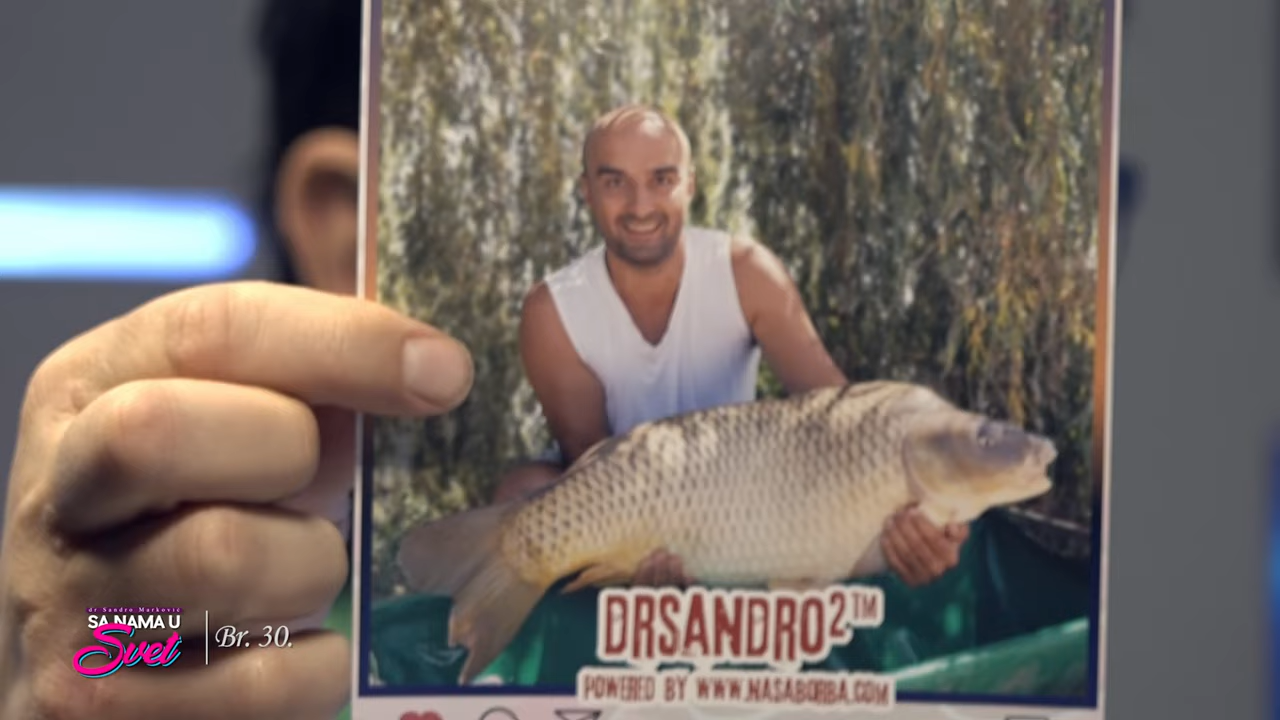 DRSANDRO2™
POWERED BY WWW.NASABORBA.COM
dr Sandro Marković
SA NAMA U
Svet
Br. 30.